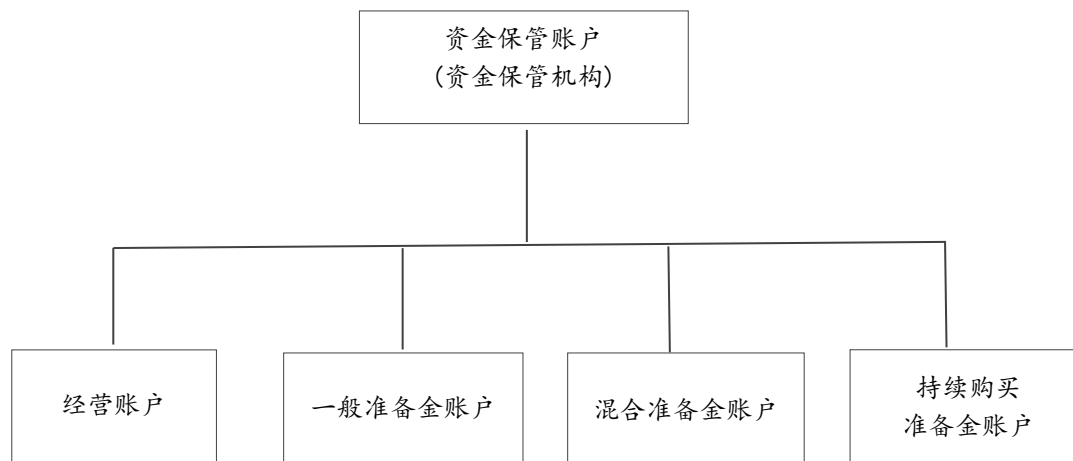 资金保管账户
(资金保管机构)
经营账户
一般准备金账户
混合准备金账户
持续购买
准备金账户